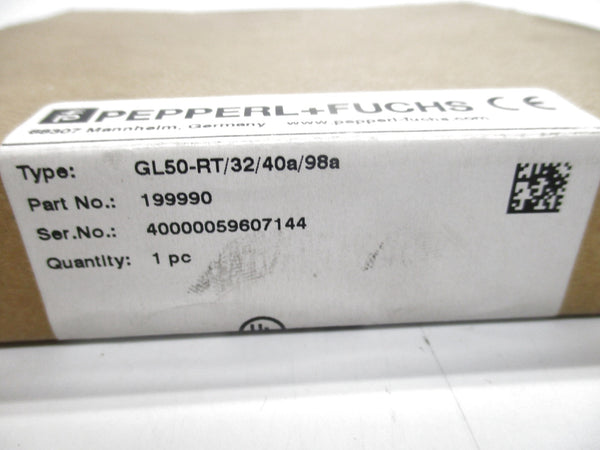 PEPPERL+FUCHS CE
68307 Mannheim, Germany www.pepperl-fuchs.com
Type: GL50-RT/32/40a/98a
Part No.: 199990
Ser.No.: 40000059607144
Quantity: 1 pc
UL